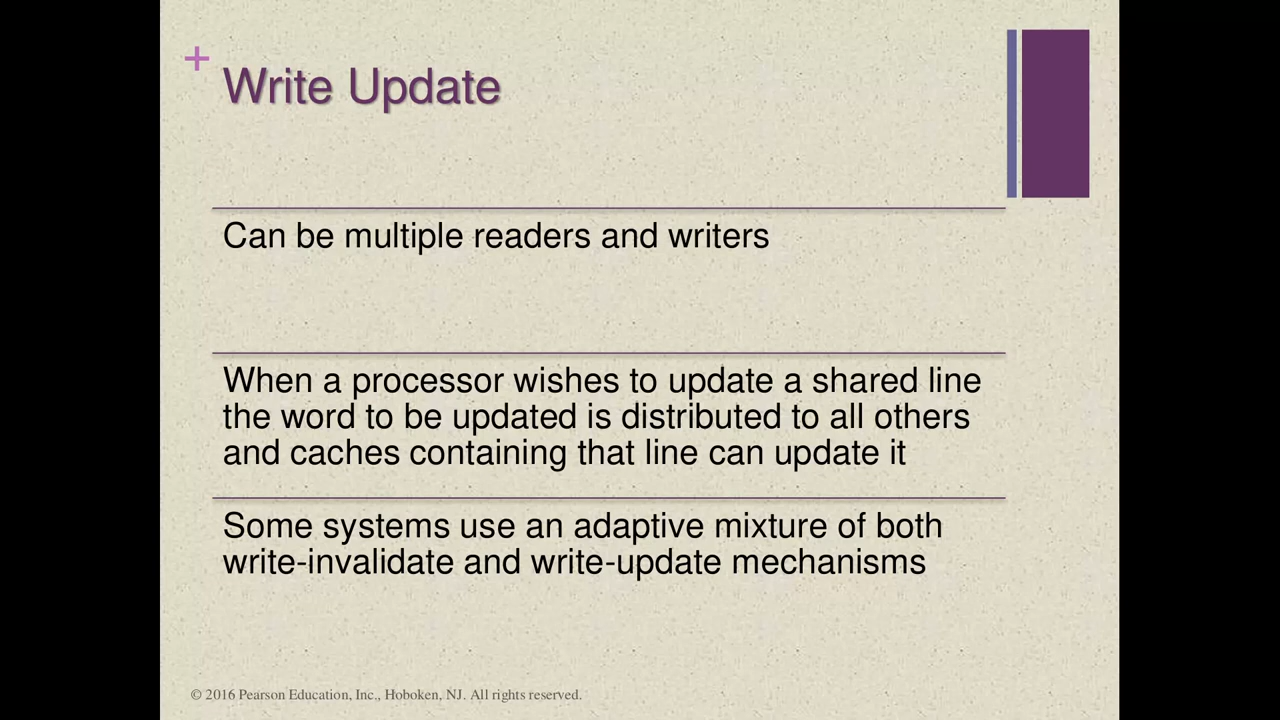 +
Write Update
Can be multiple readers and writers
When a processor wishes to update a shared line
the word to be updated is distributed to all others
and caches containing that line can update it
Some systems use an adaptive mixture of both
write-invalidate and write-update mechanisms
© 2016 Pearson Education, Inc., Hoboken, NJ. All rights reserved.